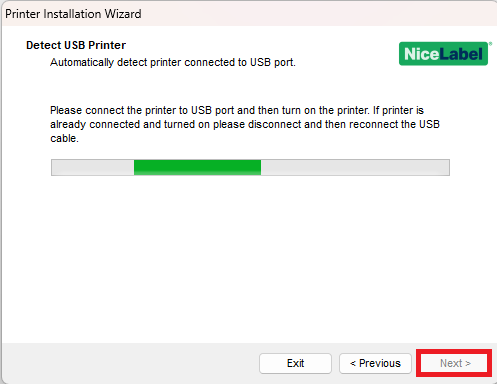 Printer Installation Wizard
Detect USB Printer
Automatically detect printer connected to USB port.
NiceLabel
Please connect the printer to USB port and then turn on the printer. If printer is
already connected and turned on please disconnect and then reconnect the USB
cable.
Exit
< Previous
Next >